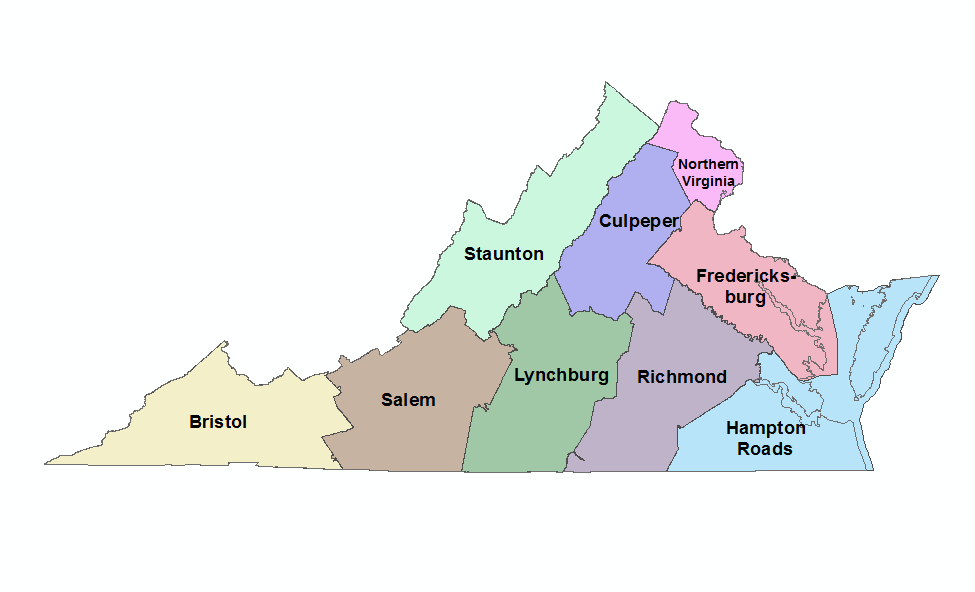 Northern
Virginia
Culpeper
Staunton
Fredericks-
burg
Lynchburg
Richmond
Salem
Bristol
Hampton
Roads